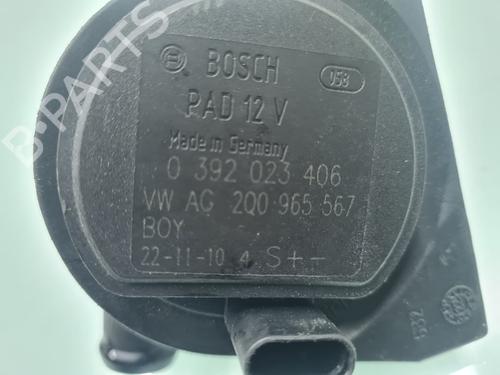 BOSCH
058
PAD 12 V
Made in Germany
0 392 023 406
VW AG 2Q0 965 567
BOY
22-11-10 4 S + -
532
B-PARTS